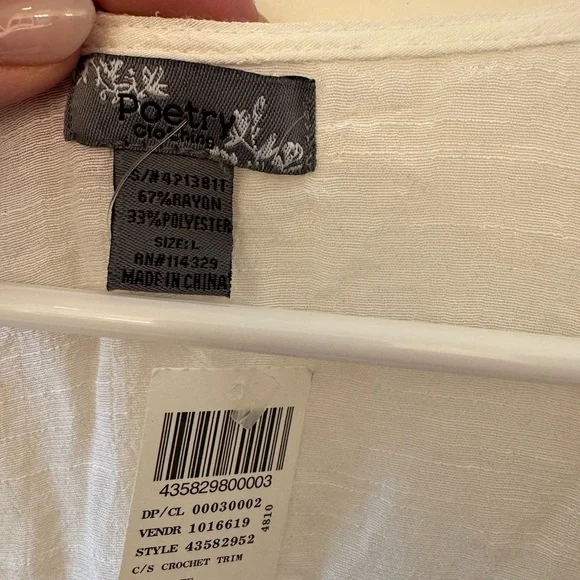 Poetry
Clothing
S/#421381T
67%RAYON
33%POLYESTER
SIZE: L
RN#114329
MADE IN CHINA
435829800003
DP/CL 00030002
VENDR 1016619
STYLE 43582952
4810
C/S CROCHET TRIM